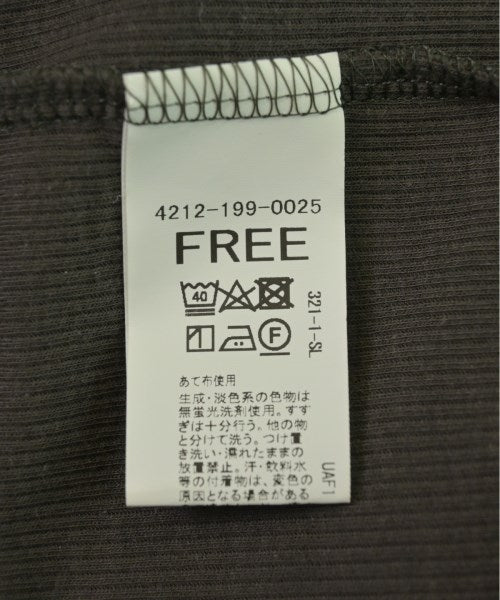 4212-199-0025
FREE
40
F
321-1-SL
あて布使用
生成・淡色系の色物は
無蛍光洗剤使用。すす
ぎは十分行う。他の物
と分けて洗う。つけ置
き洗い・濡れたままの
放置禁止。汗・飲料水
等の付着物は、変色の
原因となる場合がある
UAF1